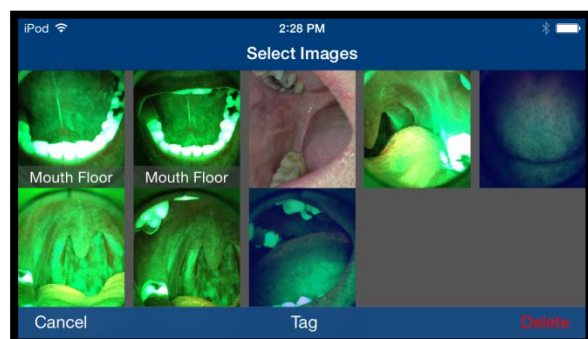 iPod 2:28 PM
Select Images
Mouth Floor Mouth Floor
Cancel Tag Delete